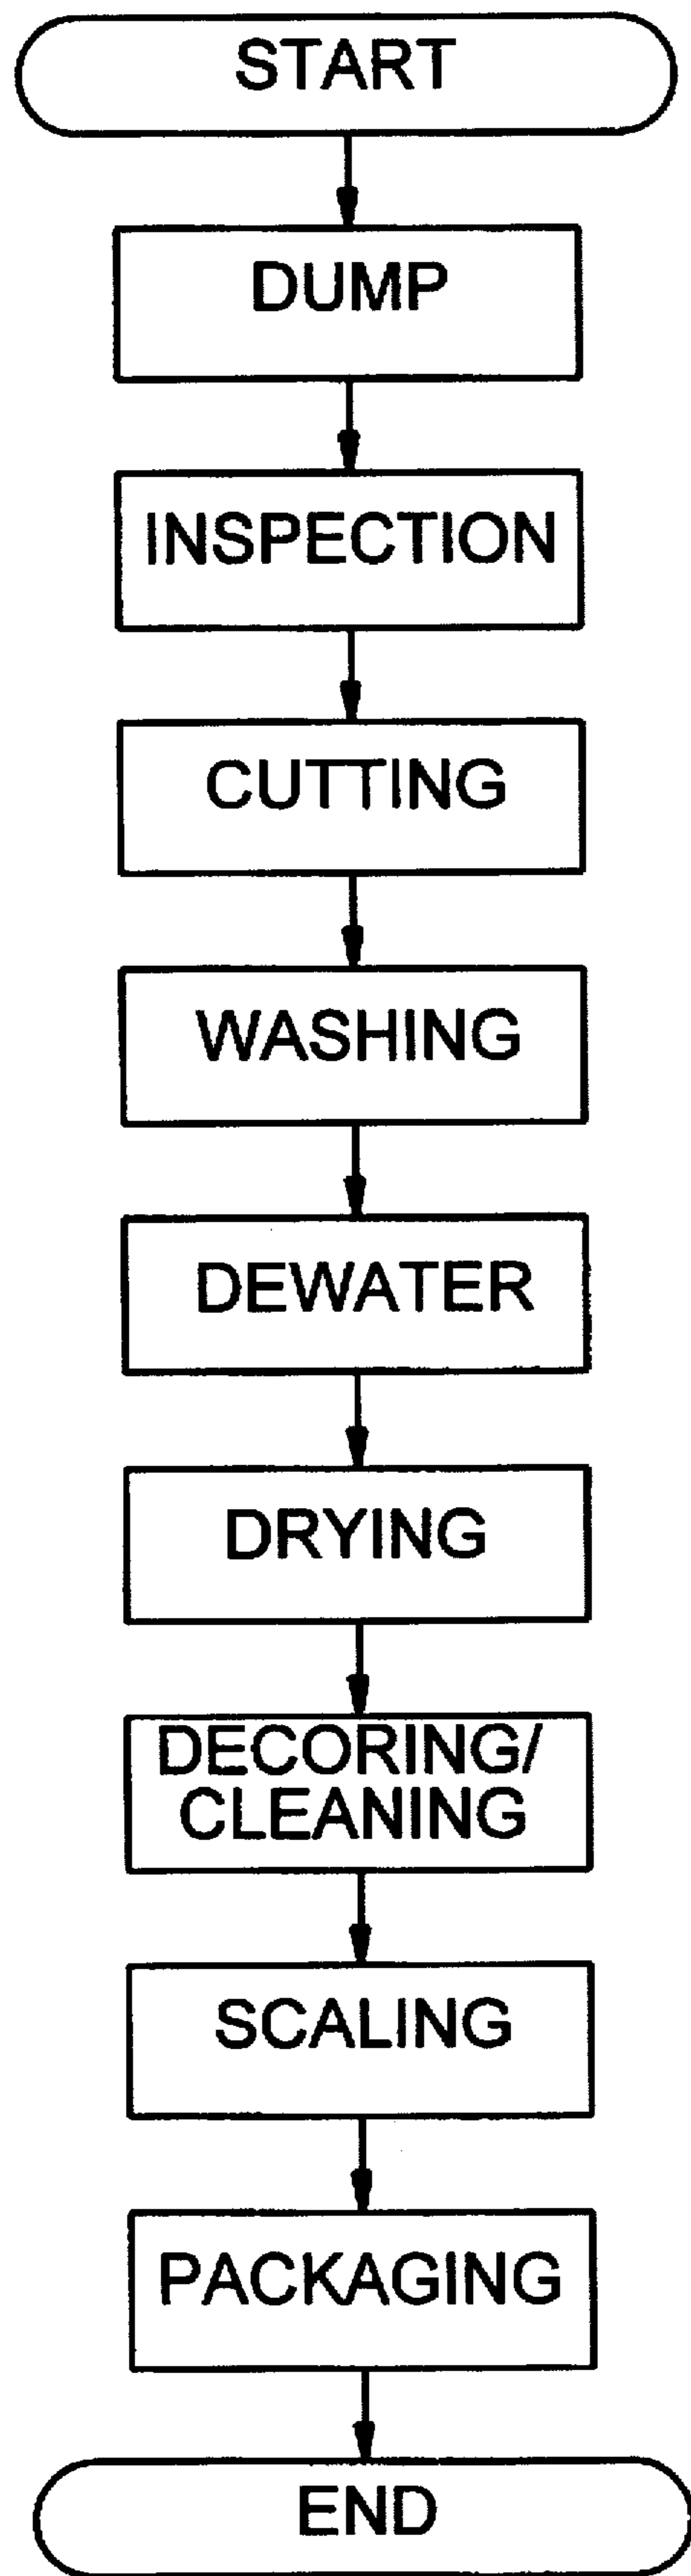 START
DUMP
INSPECTION
CUTTING
WASHING
DEWATER
DRYING
DECORING/
CLEANING
SCALING
PACKAGING
END